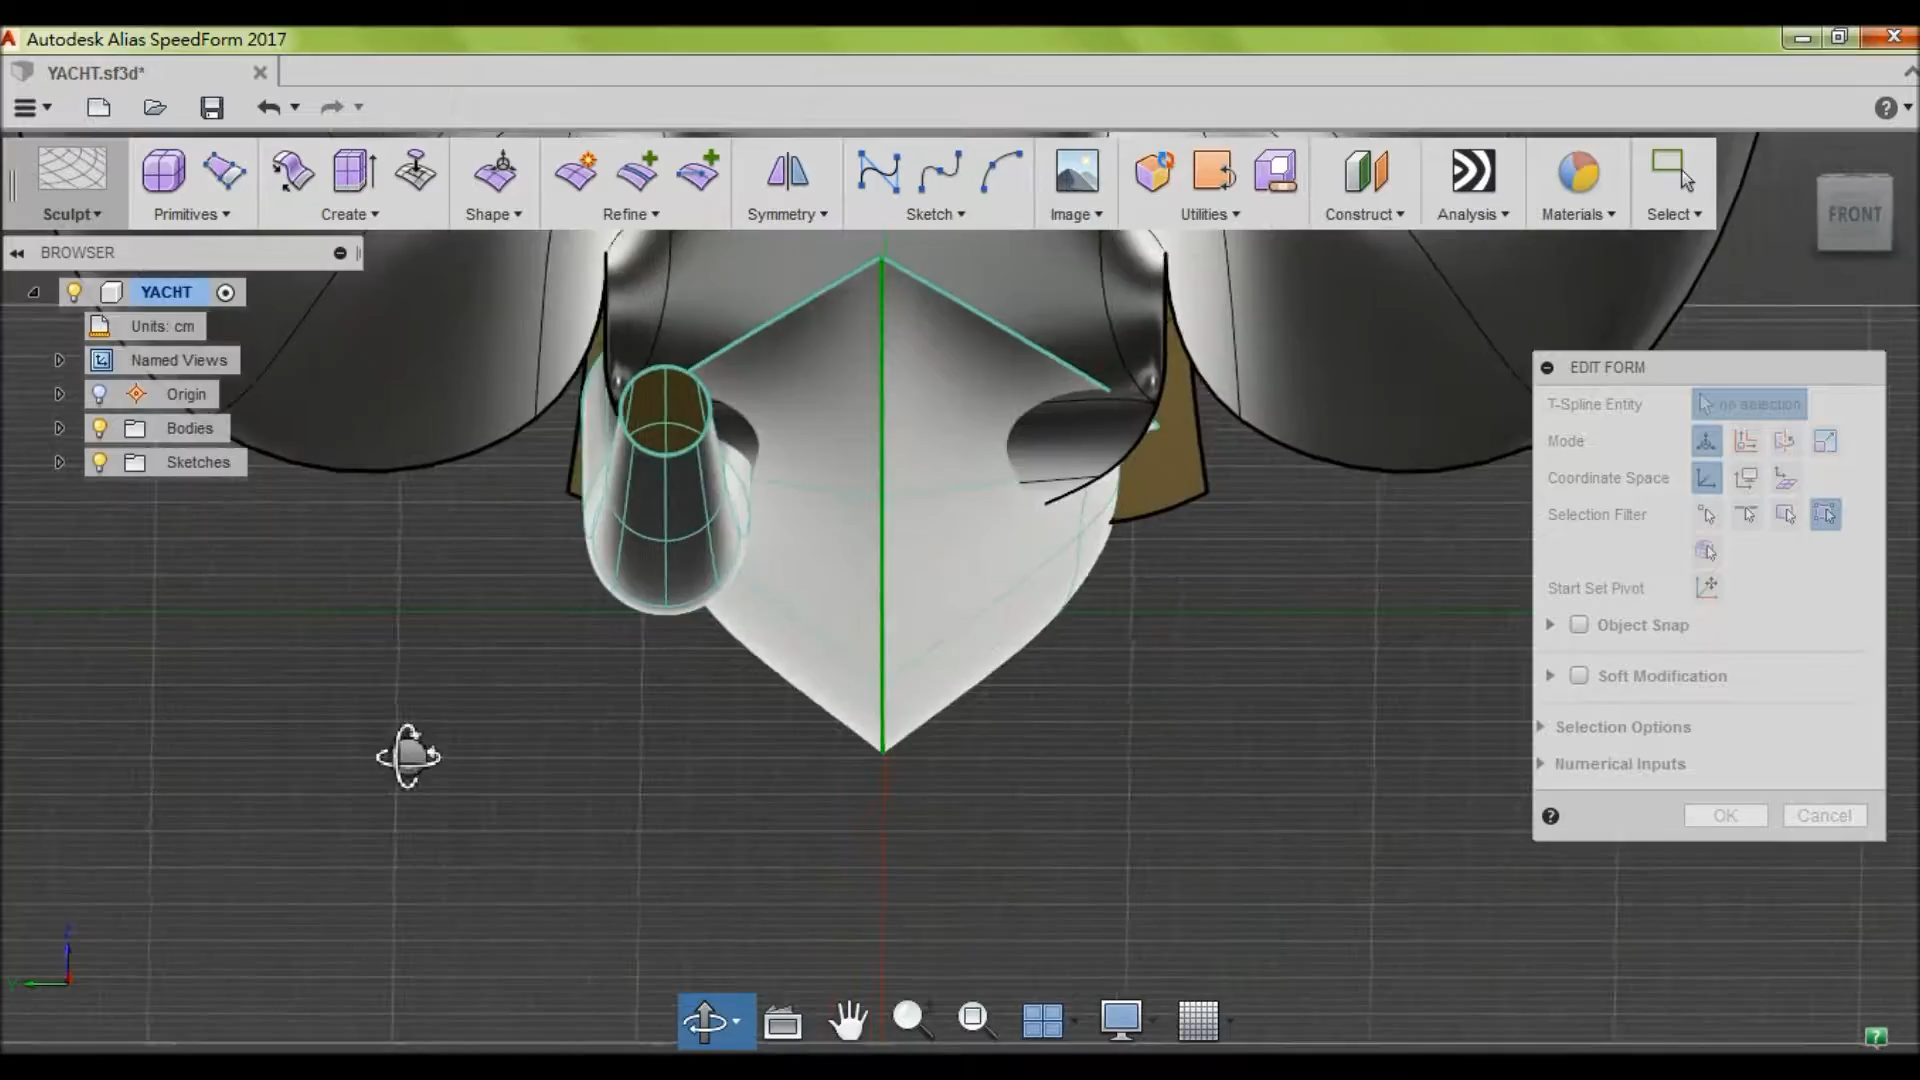 Autodesk Alias SpeedForm 2017
YACHT.sf3d*
Sculpt
Primitives
Create
Shape
Refine
Symmetry
Sketch
Image
Utilities
Construct
Analysis
Materials
Select
FRONT
BROWSER
YACHT
Units: cm
Named Views
Origin
Bodies
Sketches
EDIT FORM
T-Spline Entity
no selection
Mode
Coordinate Space
Selection Filter
Start Set Pivot
Object Snap
Soft Modification
Selection Options
Numerical Inputs
OK
Cancel
Z
Y